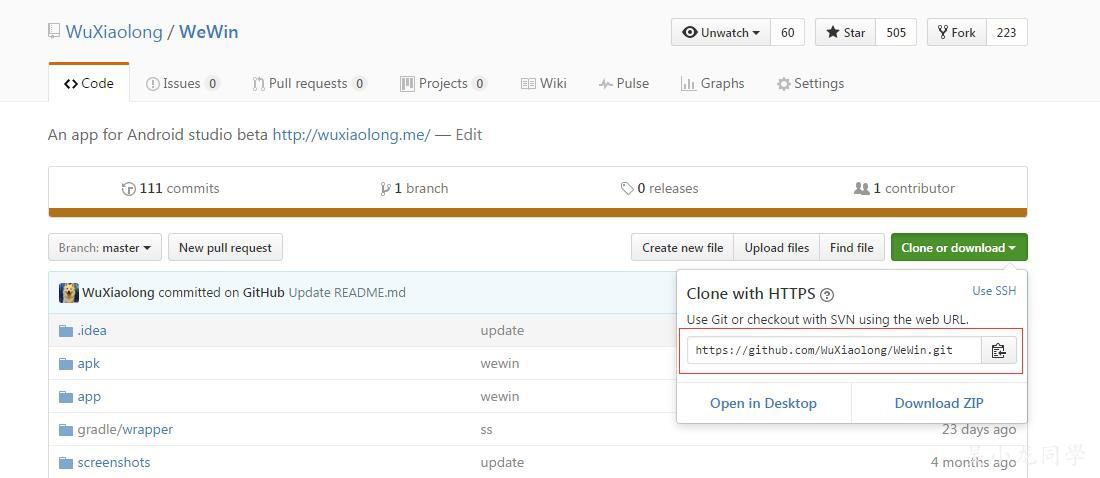 WuXiaolong / WeWin
Unwatch 60 Star 505 Fork 223
Code Issues 0 Pull requests 0 Projects 0 Wiki Pulse Graphs Settings
An app for Android studio beta http://wuxiaolong.me/ — Edit
111 commits 1 branch 0 releases 1 contributor
Branch: master New pull request Create new file Upload files Find file Clone or download
WuXiaolong committed on GitHub Update README.md
Clone with HTTPS ? Use SSH
Use Git or checkout with SVN using the web URL.
https://github.com/WuXiaolong/WeWin.git
Open in Desktop Download ZIP
.idea update
apk wewin
app wewin
gradle/wrapper ss 23 days ago
screenshots update 4 months ago
吴小龙同学